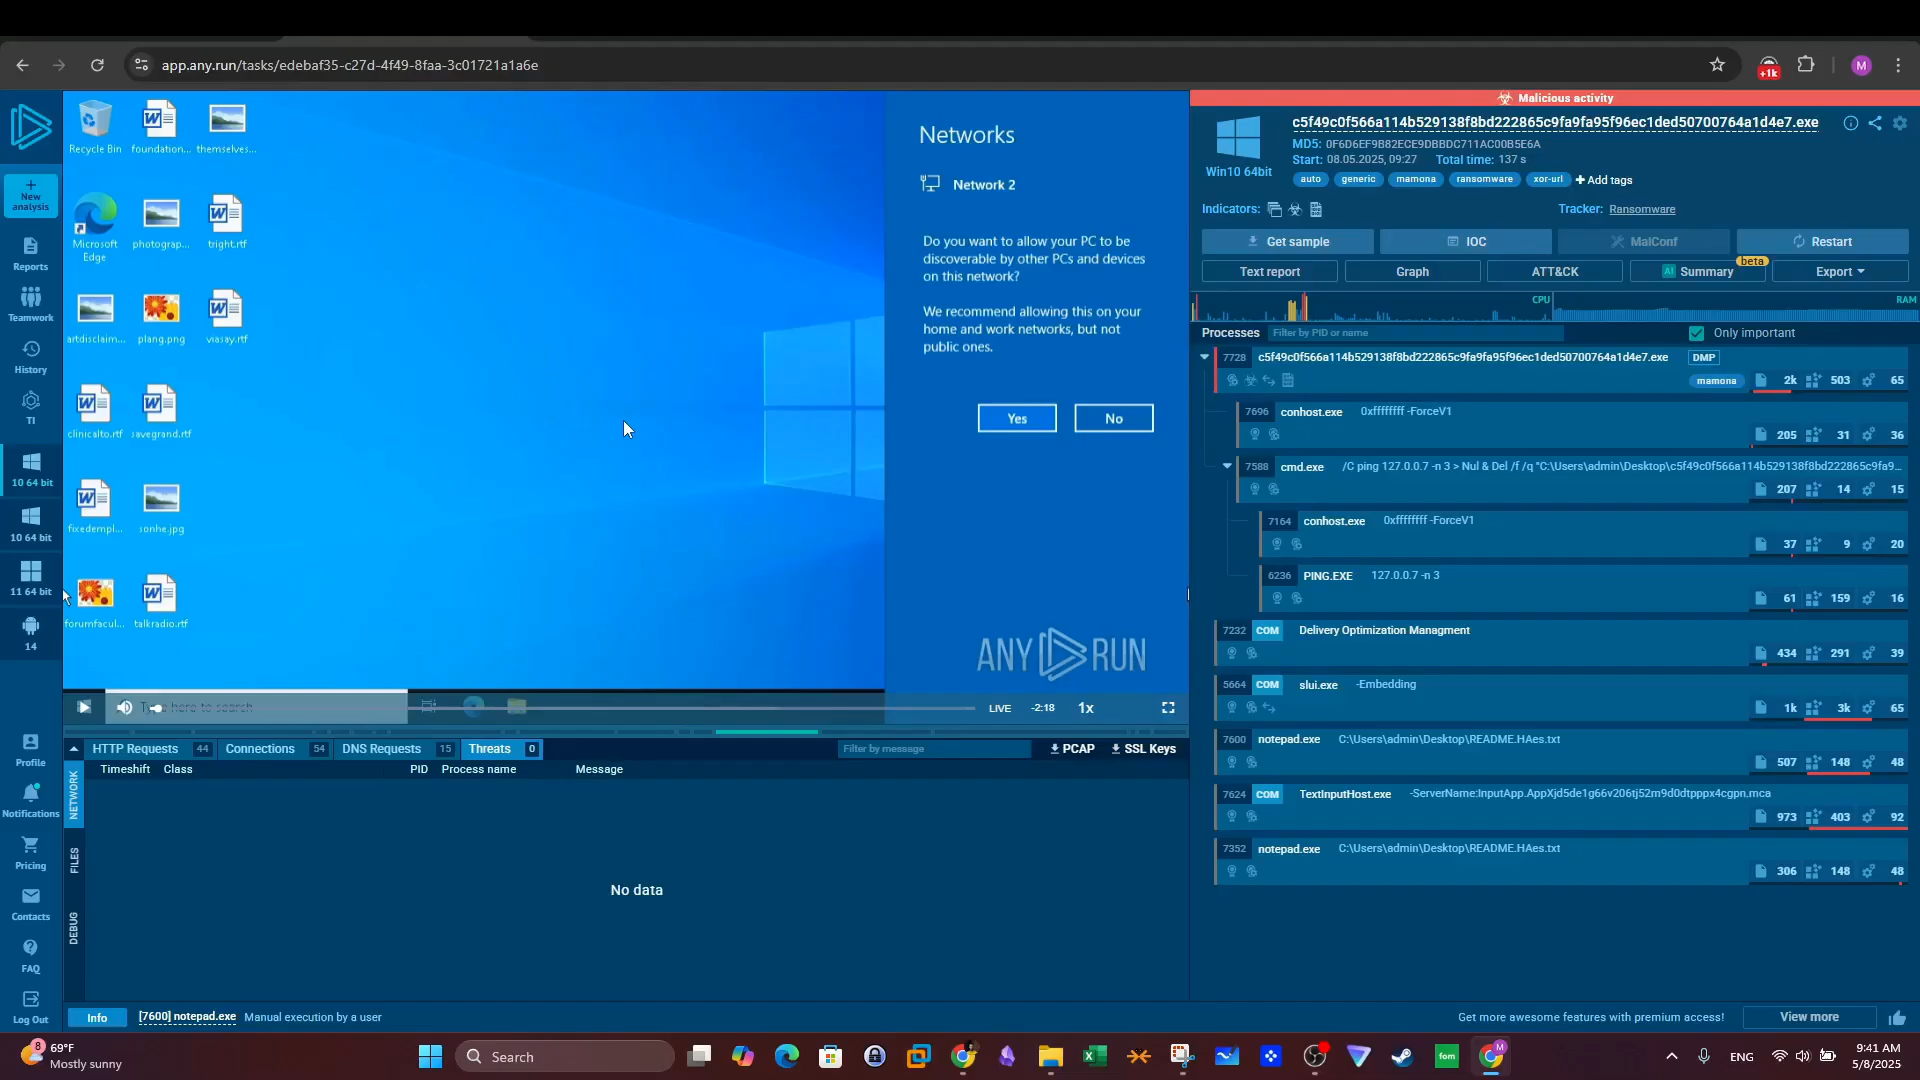 app.any.run/tasks/edebaf35-c27d-4f49-8faa-3c01721a1a6e
+1k
M
Recycle Bin
foundation...
themselves...
Microsoft Edge
photograp...
tright.rtf
artdisclaim...
plang.png
viasay.rtf
clinicalto.rtf
savegrand.rtf
fixedempl...
sonhe.jpg
forumfacul...
talkradio.rtf
Networks
Network 2
Do you want to allow your PC to be
discoverable by other PCs and devices
on this network?
We recommend allowing this on your
home and work networks, but not
public ones.
Yes
No
ANY RUN
Type here to search
LIVE
-2:18
1x
New analysis
Reports
Teamwork
History
TI
10 64 bit
10 64 bit
11 64 bit
14
Profile
Notifications
Pricing
Contacts
FAQ
Log Out
HTTP Requests 44
Connections 54
DNS Requests 15
Threats 0
Filter by message
PCAP
SSL Keys
Timeshift Class PID Process name Message
NETWORK
FILES
DEBUG
No data
Malicious activity
Win10 64bit
c5f49c0f566a114b529138f8bd222865c9fa9fa95f96ec1ded50700764a1d4e7.exe
MD5: 0F6D6EF9B82ECE9DBBDC711AC00B5E6A
Start: 08.05.2025, 09:27 Total time: 137 s
auto generic mamona ransomware xor-url + Add tags
Indicators:
Tracker: Ransomware
Get sample IOC MalConf Restart
Text report Graph ATT&CK AI Summary beta Export
CPU
RAM
Processes Filter by PID or name Only important
7728 c5f49c0f566a114b529138f8bd222865c9fa9fa95f96ec1ded50700764a1d4e7.exe DMP
mamona 2k 503 65
7696 conhost.exe 0xffffffff -ForceV1
205 31 36
7588 cmd.exe /C ping 127.0.0.7 -n 3 > Nul & Del /f /q "C:\Users\admin\Desktop\c5f49c0f566a114b529138f8bd222865c9fa9...
207 14 15
7164 conhost.exe 0xffffffff -ForceV1
37 9 20
6236 PING.EXE 127.0.0.7 -n 3
61 159 16
7232 COM Delivery Optimization Managment
434 291 39
5664 COM slui.exe -Embedding
1k 3k 65
7600 notepad.exe C:\Users\admin\Desktop\README.HAes.txt
507 148 48
7624 COM TextInputHost.exe -ServerName:InputApp.AppXjd5de1g66v206tj52m9d0dtpppx4cgpn.mca
973 403 92
7352 notepad.exe C:\Users\admin\Desktop\README.HAes.txt
306 148 48
Info [7600] notepad.exe Manual execution by a user
Get more awesome features with premium access! View more
8
69°F
Mostly sunny
Search
fom
M
ENG
9:41 AM
5/8/2025